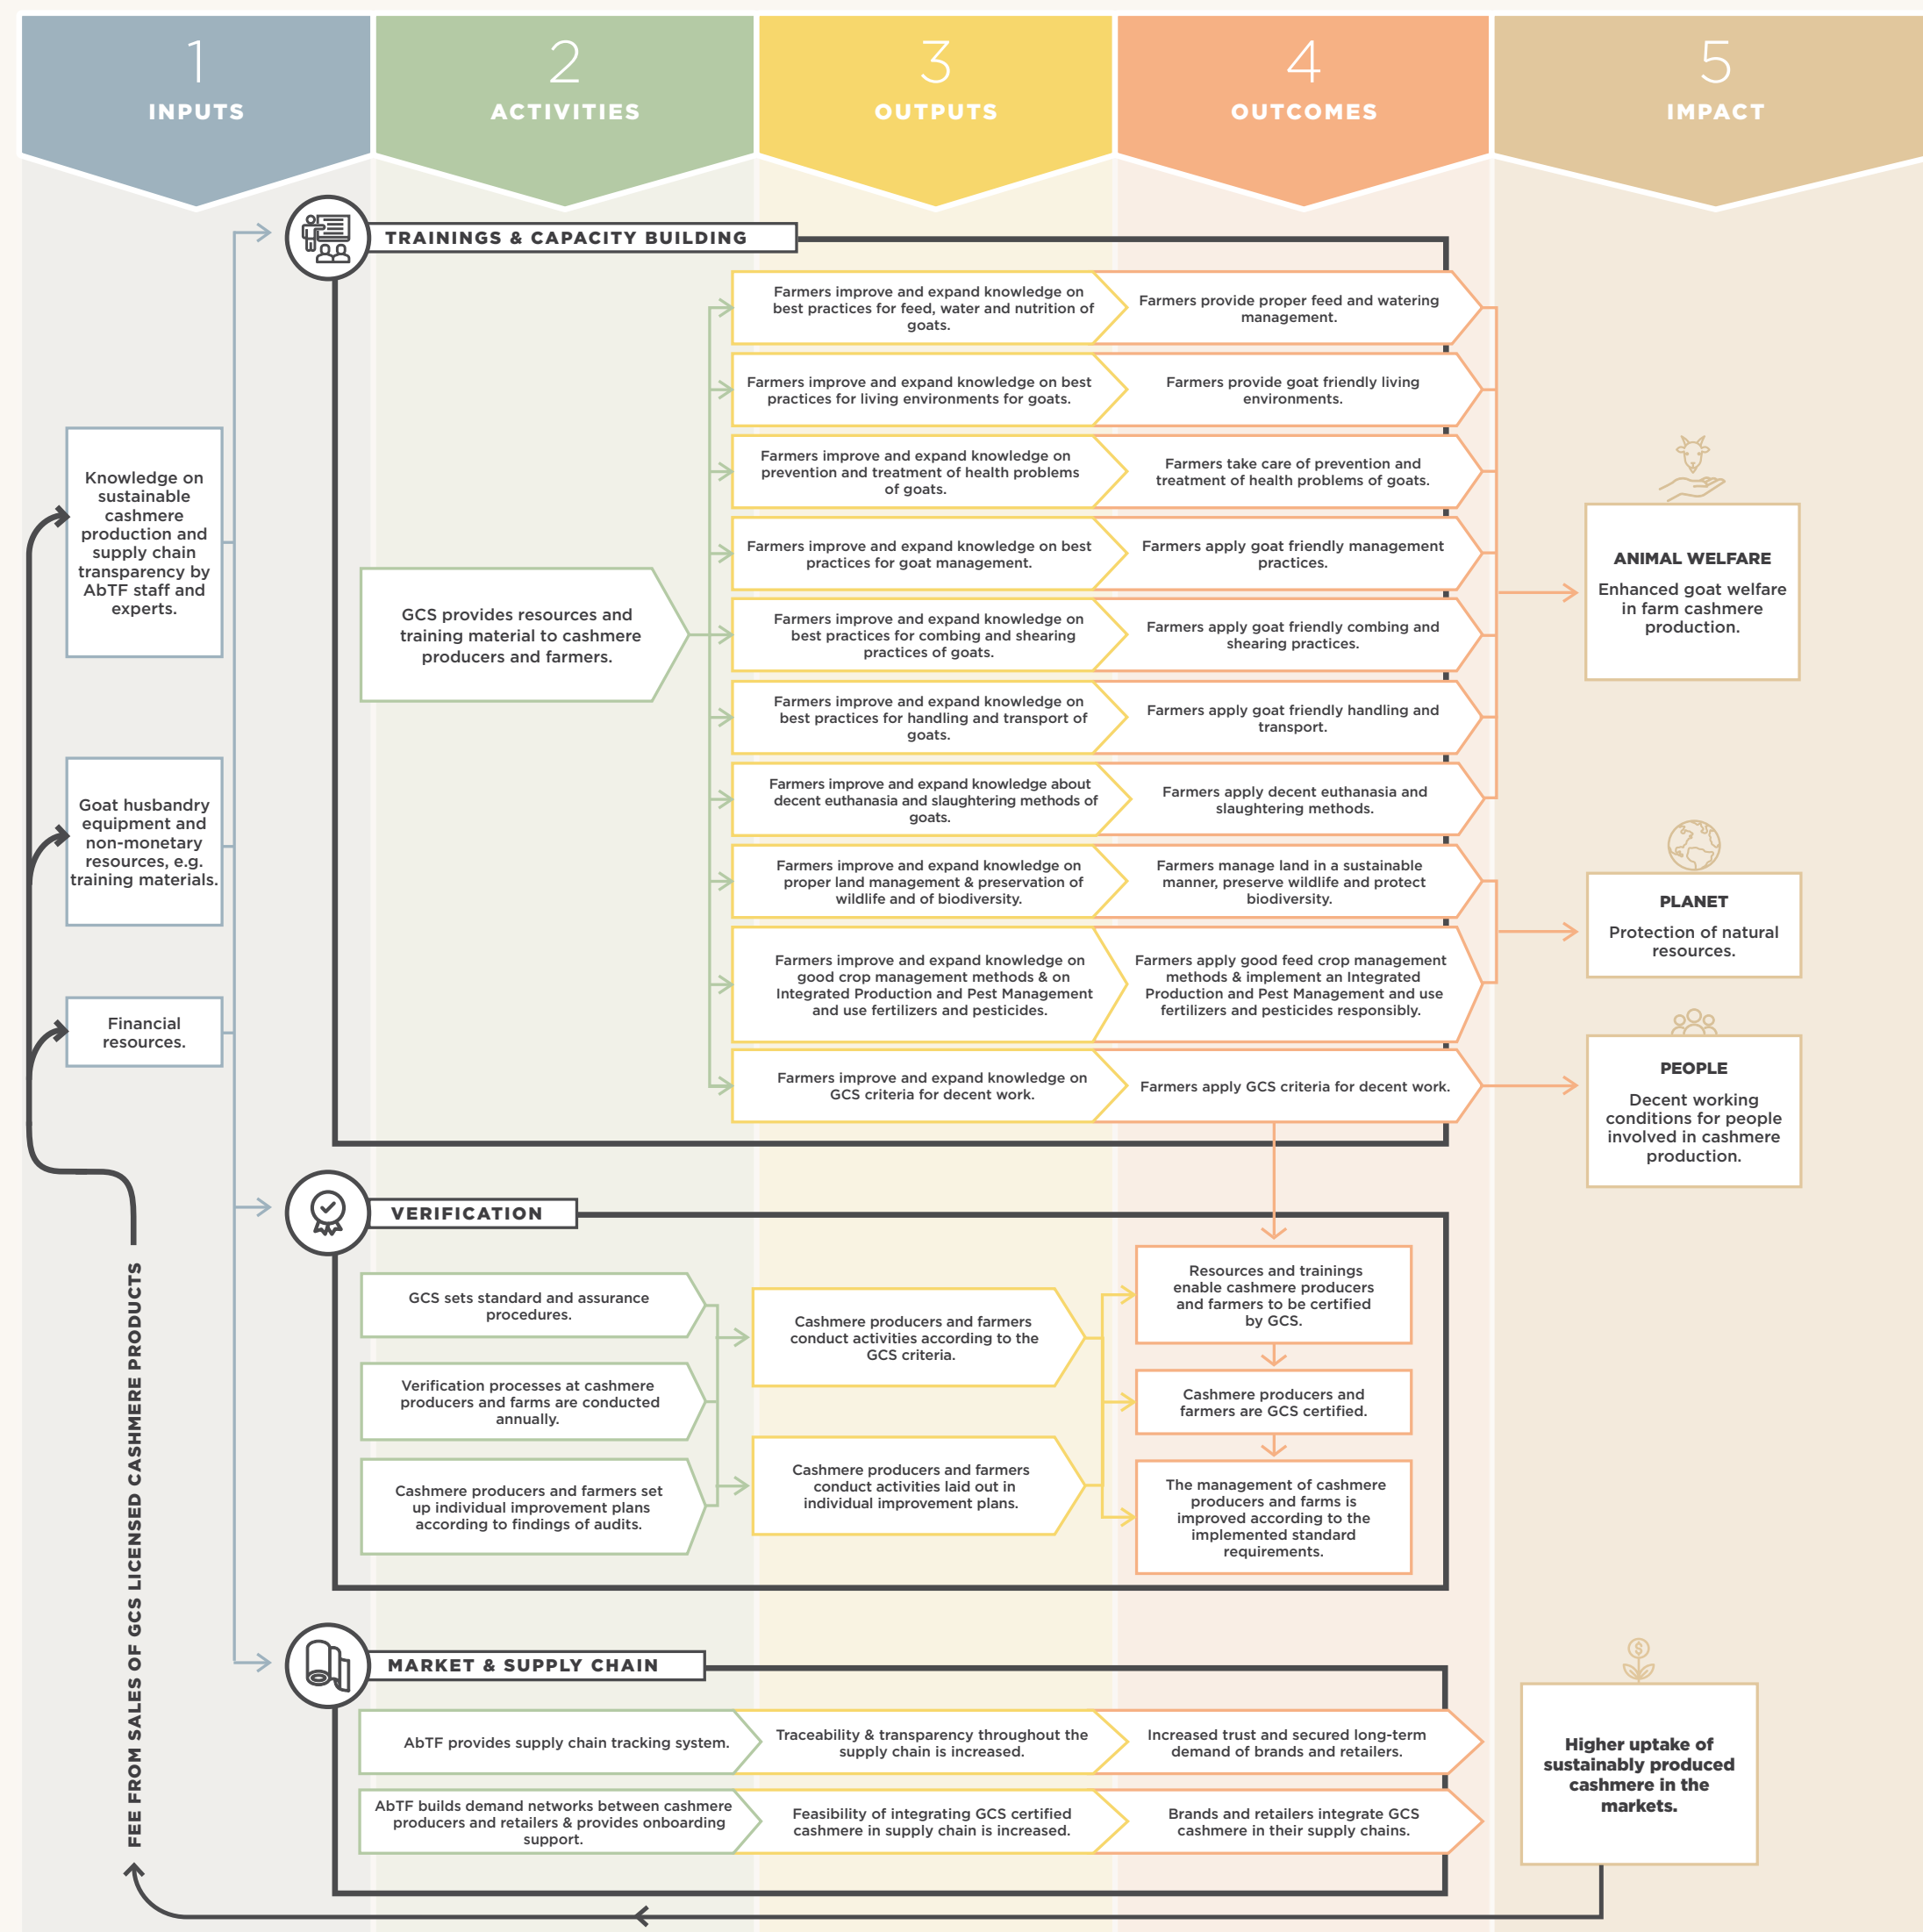 1
INPUTS
2
ACTIVITIES
3
OUTPUTS
4
OUTCOMES
5
IMPACT
TRAININGS & CAPACITY BUILDING
Knowledge on
sustainable
cashmere
production and
supply chain
transparency by
AbTF staff and
experts.
Goat husbandry
equipment and
non-monetary
resources, e.g.
training materials.
Financial
resources.
FEE FROM SALES OF GCS LICENSED CASHMERE PRODUCTS
GCS provides resources and
training material to cashmere
producers and farmers.
Farmers improve and expand knowledge on
best practices for feed, water and nutrition of
goats.
Farmers provide proper feed and watering
management.
Farmers improve and expand knowledge on best
practices for living environments for goats.
Farmers provide goat friendly living
environments.
Farmers improve and expand knowledge on
prevention and treatment of health problems
of goats.
Farmers take care of prevention and
treatment of health problems of goats.
Farmers improve and expand knowledge on best
practices for goat management.
Farmers apply goat friendly management
practices.
Farmers improve and expand knowledge on
best practices for combing and shearing
practices of goats.
Farmers apply goat friendly combing and
shearing practices.
Farmers improve and expand knowledge on
best practices for handling and transport of
goats.
Farmers apply goat friendly handling and
transport.
Farmers improve and expand knowledge about
decent euthanasia and slaughtering methods of
goats.
Farmers apply decent euthanasia and
slaughtering methods.
Farmers improve and expand knowledge on
proper land management & preservation of
wildlife and of biodiversity.
Farmers manage land in a sustainable
manner, preserve wildlife and protect
biodiversity.
Farmers improve and expand knowledge on
good crop management methods & on
Integrated Production and Pest Management
and use fertilizers and pesticides.
Farmers apply good feed crop management
methods & implement an Integrated
Production and Pest Management and use
fertilizers and pesticides responsibly.
Farmers improve and expand knowledge on
GCS criteria for decent work.
Farmers apply GCS criteria for decent work.
ANIMAL WELFARE
Enhanced goat welfare
in farm cashmere
production.
PLANET
Protection of natural
resources.
PEOPLE
Decent working
conditions for people
involved in cashmere
production.
VERIFICATION
GCS sets standard and assurance
procedures.
Verification processes at cashmere
producers and farms are conducted
annually.
Cashmere producers and farmers set
up individual improvement plans
according to findings of audits.
Cashmere producers and farmers
conduct activities according to the
GCS criteria.
Cashmere producers and farmers
conduct activities laid out in
individual improvement plans.
Resources and trainings
enable cashmere producers
and farmers to be certified
by GCS.
Cashmere producers and
farmers are GCS certified.
The management of cashmere
producers and farms is
improved according to the
implemented standard
requirements.
MARKET & SUPPLY CHAIN
AbTF provides supply chain tracking system.
Traceability & transparency throughout the
supply chain is increased.
Increased trust and secured long-term
demand of brands and retailers.
AbTF builds demand networks between cashmere
producers and retailers & provides onboarding
support.
Feasibility of integrating GCS certified
cashmere in supply chain is increased.
Brands and retailers integrate GCS
cashmere in their supply chains.
$
Higher uptake of
sustainably produced
cashmere in the
markets.